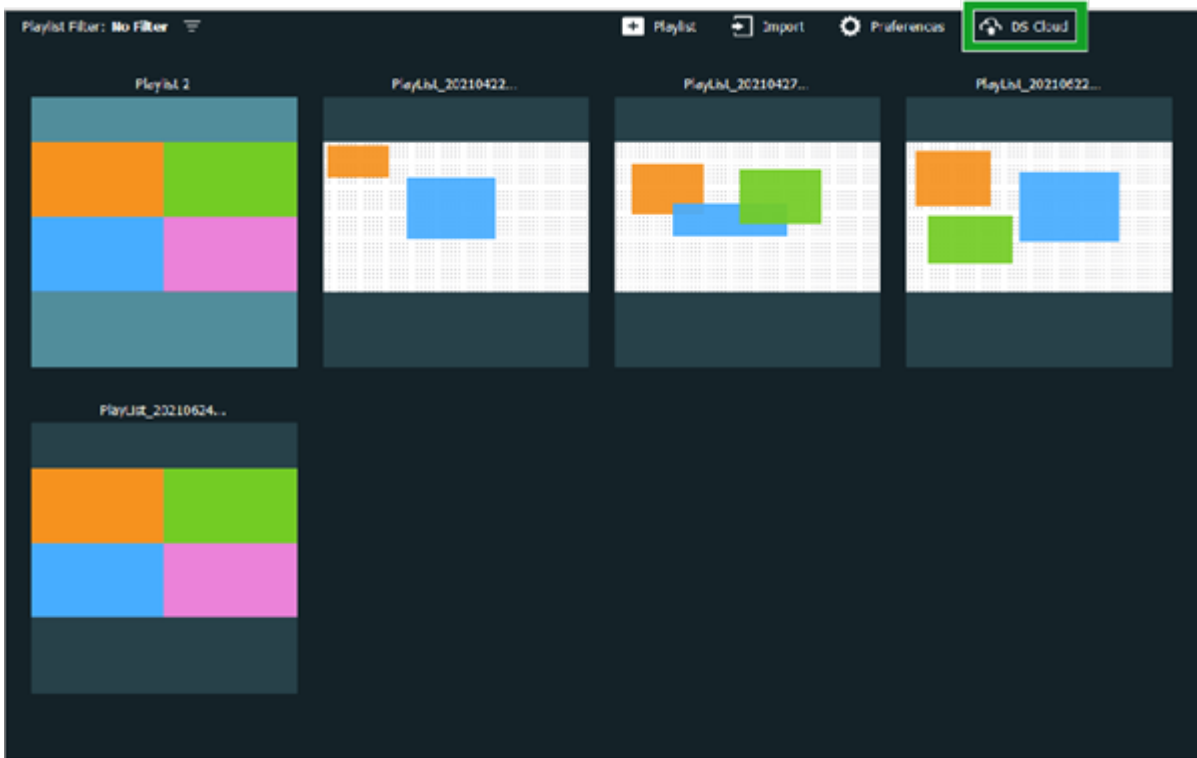 Playlist Filter: No Filter
Playlist
Import
Preferences
DS Cloud
Playlist 2
PlayList_20210422...
PlayList_20210427...
PlayList_20210622...
PlayList_20210624...